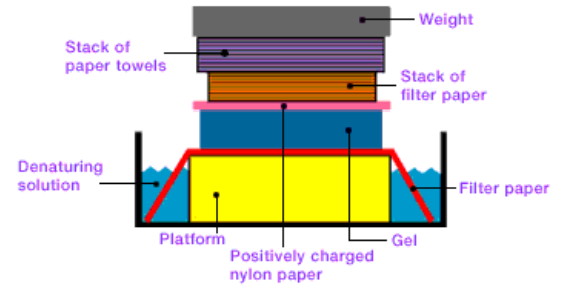 Weight
Stack of
paper towels
Stack of
filter paper
Denaturing
solution
Filter paper
Platform
Gel
Positively charged
nylon paper